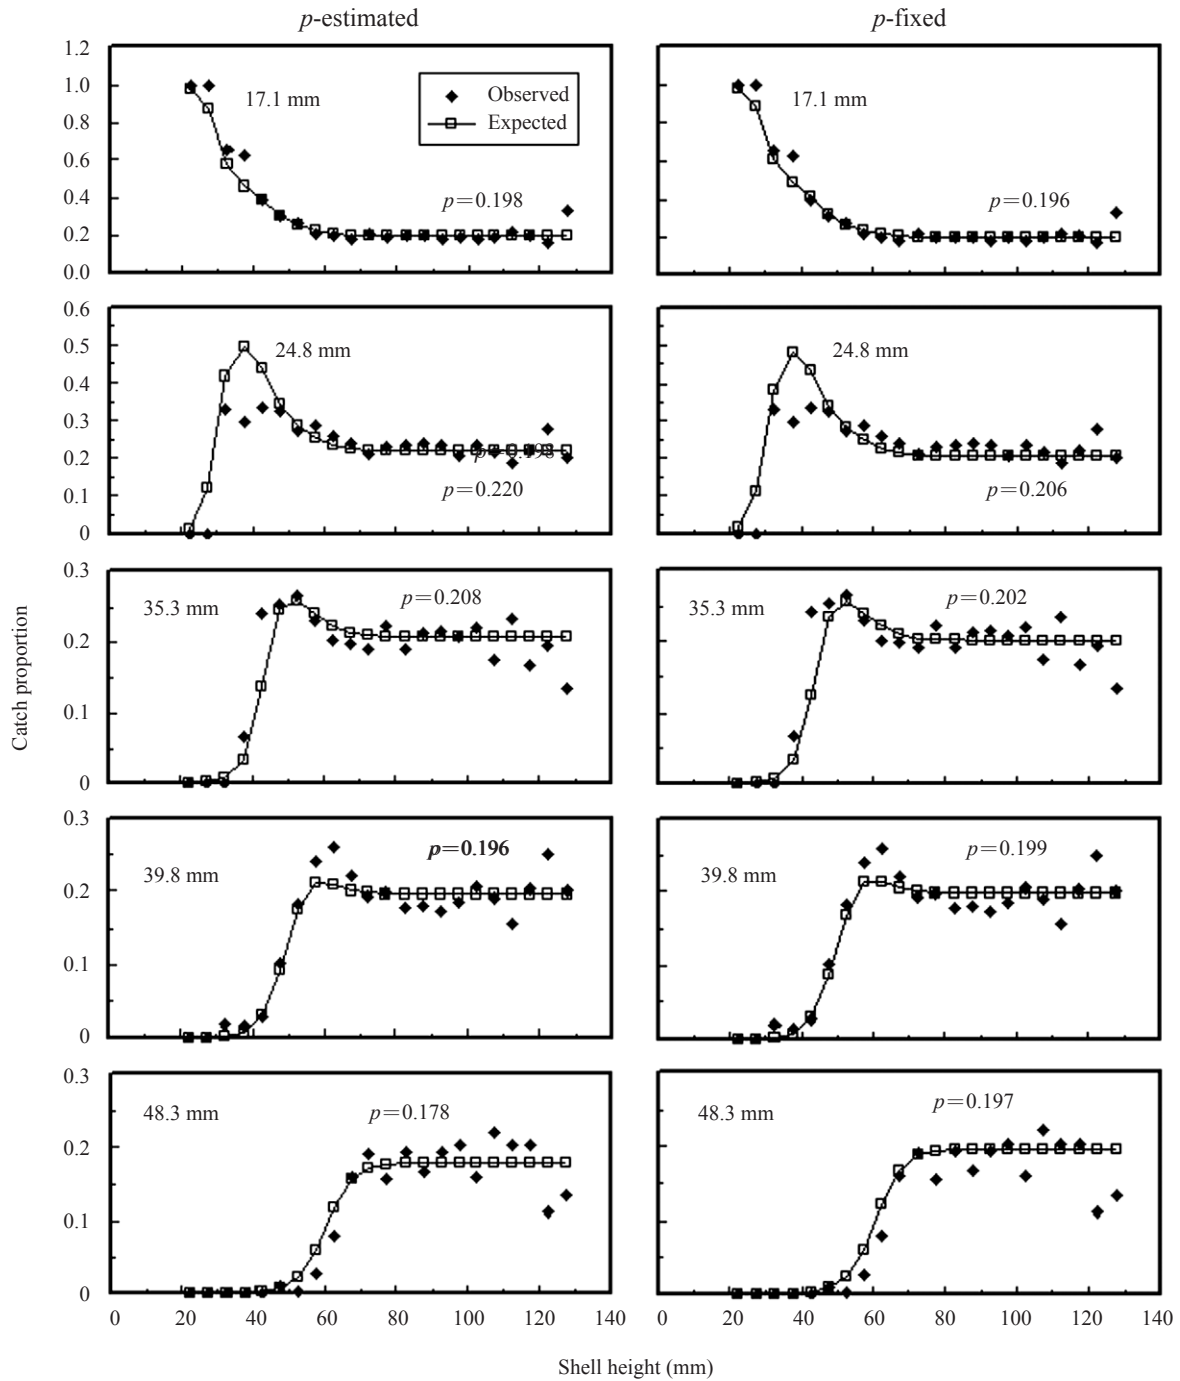 p-estimated
p-fixed
1.2
1.0
0.8
0.6
0.4
0.2
0.0
17.1 mm
Observed
Expected
p=0.198
17.1 mm
p=0.196
0.6
0.5
0.4
0.3
0.2
0.1
0
24.8 mm
p=0.198
p=0.220
24.8 mm
p=0.206
0.3
0.2
0.1
0
35.3 mm
p=0.208
35.3 mm
p=0.202
Catch proportion
0.3
0.2
0.1
0
39.8 mm
p=0.196
39.8 mm
p=0.199
0.3
0.2
0.1
0
48.3 mm
p=0.178
48.3 mm
p=0.197
0 20 40 60 80 100 120 140
0 20 40 60 80 100 120 140
Shell height (mm)